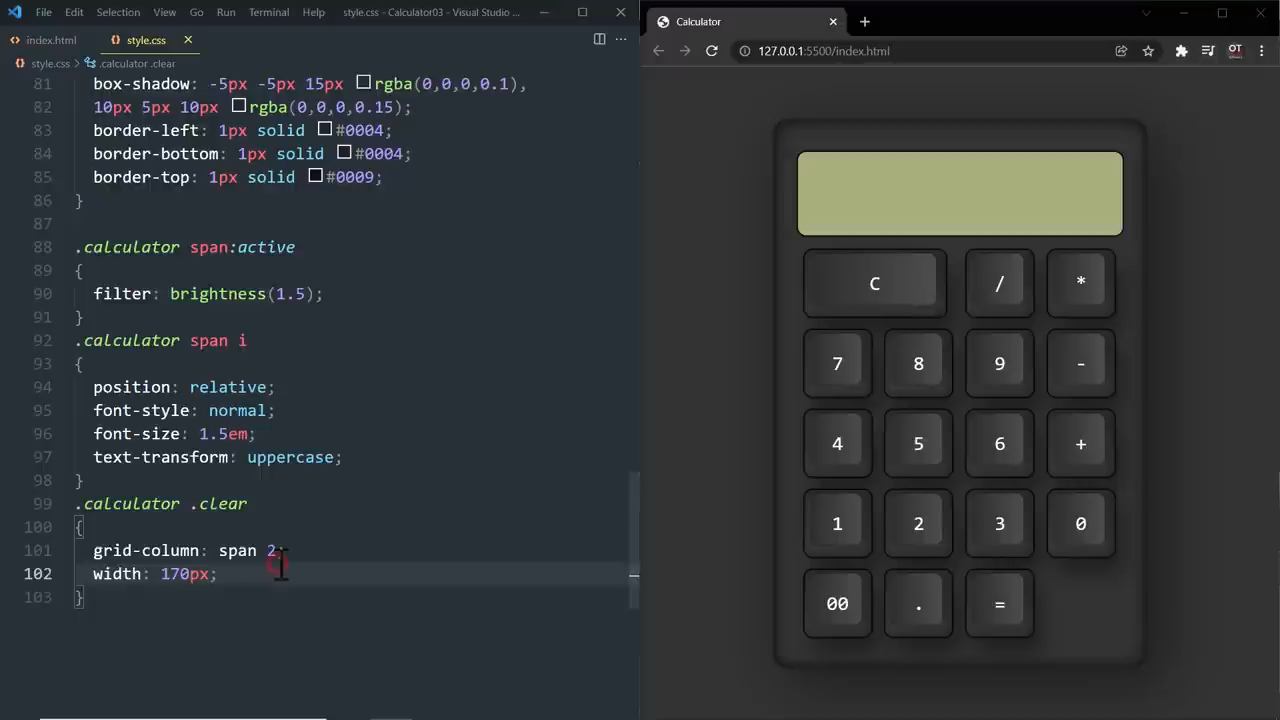 File Edit Selection View Go Run Terminal Help style.css - Calculator03 - Visual Studio ...
index.html style.css
style.css > .calculator .clear
81 box-shadow: -5px -5px 15px rgba(0,0,0,0.1),
82 10px 5px 10px rgba(0,0,0,0.15);
83 border-left: 1px solid #0004;
84 border-bottom: 1px solid #0004;
85 border-top: 1px solid #0009;
86 }
87
88 .calculator span:active
89 {
90 filter: brightness(1.5);
91 }
92 .calculator span i
93 {
94 position: relative;
95 font-style: normal;
96 font-size: 1.5em;
97 text-transform: uppercase;
98 }
99 .calculator .clear
100 {
101 grid-column: span 2;
102 width: 170px;
103 }
Calculator
127.0.0.1:5500/index.html
C / *
7 8 9 -
4 5 6 +
1 2 3 0
00 . =